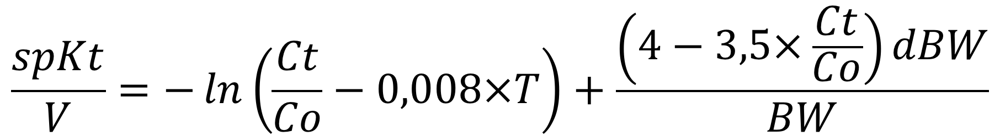 spKt/V = − ln(Ct/Co − 0,008×T) + (4 − 3,5× Ct/Co) dBW/BW